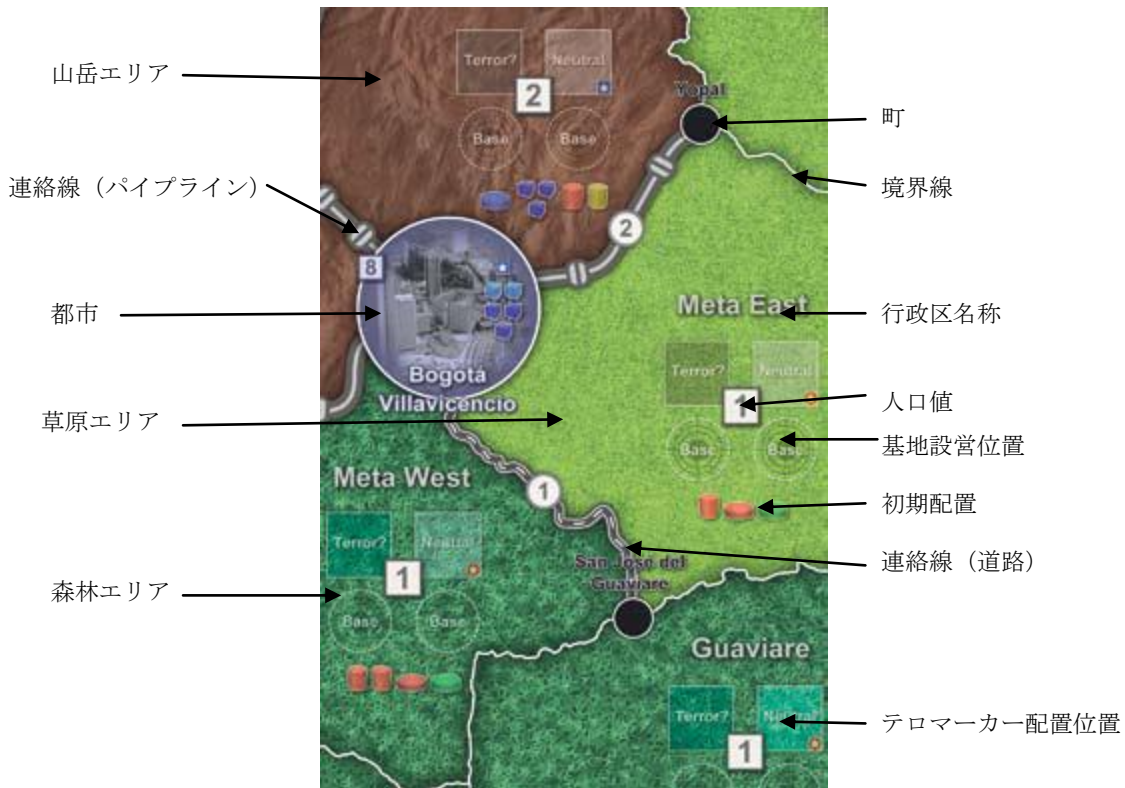 山岳エリア
連絡線（パイプライン）
都市
草原エリア
森林エリア
Terror?
Neutral
2
Base
Base
Yopal
2
8
Bogotá
Villavicencio
Meta East
Terror?
Neutral
1
Base
Base
Meta West
1
Terror?
Neutral
1
Base
Base
San Jose del
Guaviare
Guaviare
Terror?
Neutral
1
町
境界線
行政区名称
人口値
基地設営位置
初期配置
連絡線（道路）
テロマーカー配置位置